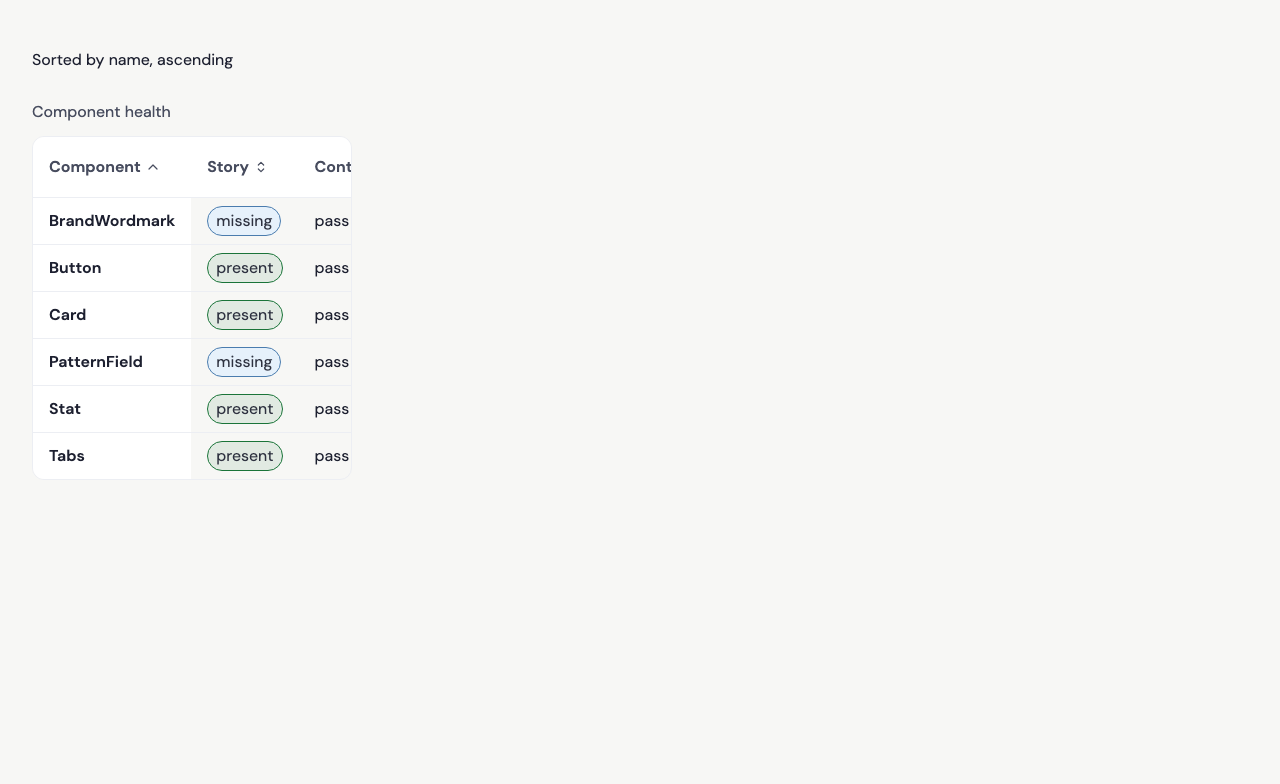 Sorted by name, ascending
Component health
Component Story Cont
BrandWordmark missing pass
Button present pass
Card present pass
PatternField missing pass
Stat present pass
Tabs present pass